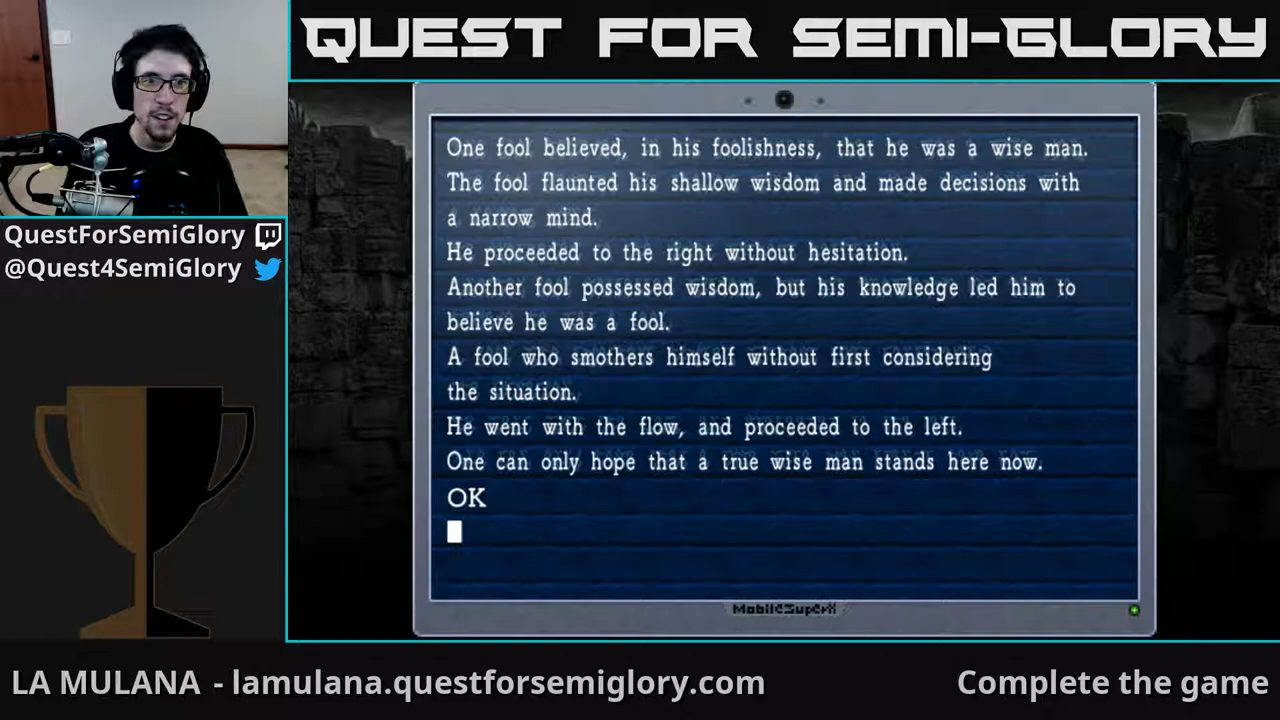 QUEST FOR SEMI-GLORY
One fool believed, in his foolishness, that he was a wise man.
The fool flaunted his shallow wisdom and made decisions with
a narrow mind.
He proceeded to the right without hesitation.
Another fool possessed wisdom, but his knowledge led him to
believe he was a fool.
A fool who smothers himself without first considering
the situation.
He went with the flow, and proceeded to the left.
One can only hope that a true wise man stands here now.
OK
MobileSuperX
QuestForSemiGlory
@Quest4SemiGlory
LA MULANA - lamulana.questforsemiglory.com
Complete the game